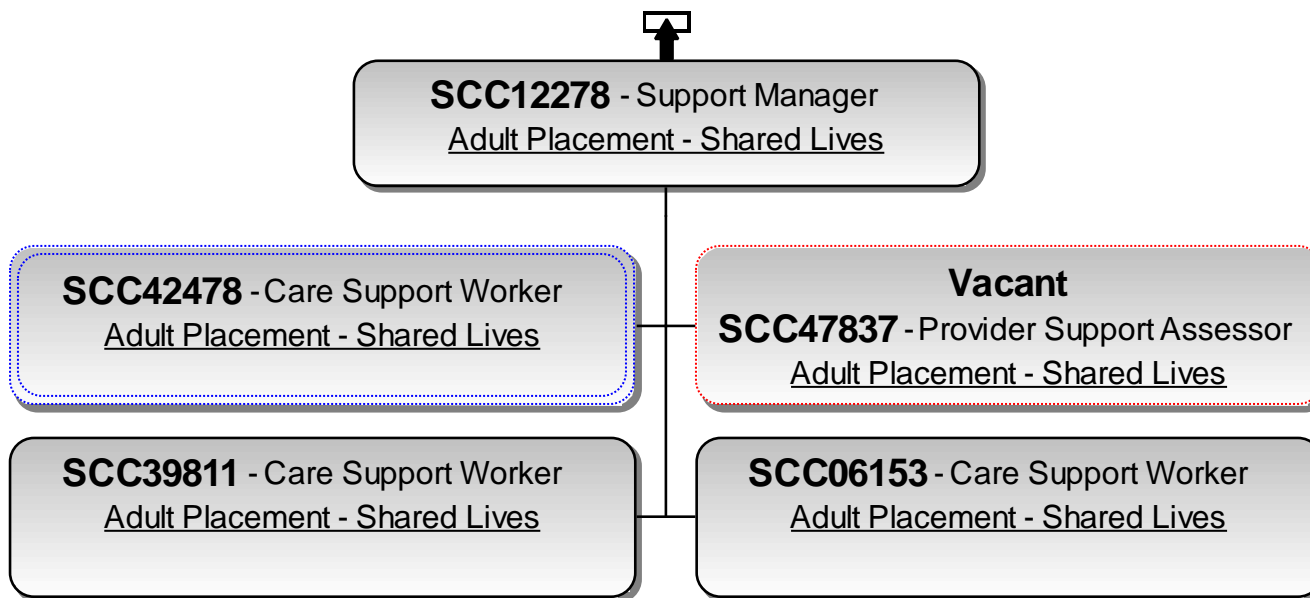 SCC12278 - Support Manager
Adult Placement - Shared Lives
SCC42478 - Care Support Worker
Adult Placement - Shared Lives
Vacant
SCC47837 - Provider Support Assessor
Adult Placement - Shared Lives
SCC39811 - Care Support Worker
Adult Placement - Shared Lives
SCC06153 - Care Support Worker
Adult Placement - Shared Lives